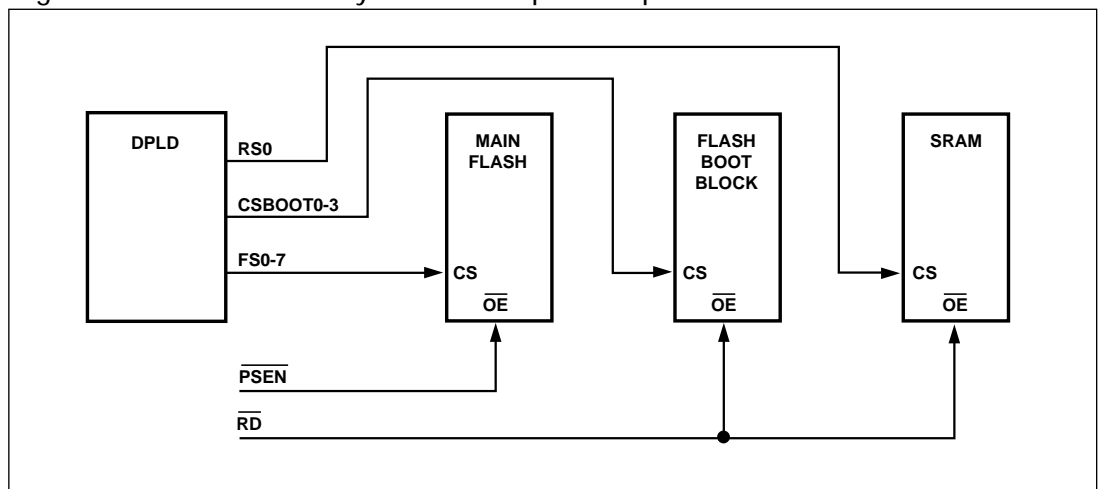 DPLD
RS0
CSBOOT0-3
FS0-7
MAIN
FLASH
CS
OE
FLASH
BOOT
BLOCK
CS
OE
SRAM
CS
OE
PSEN
RD